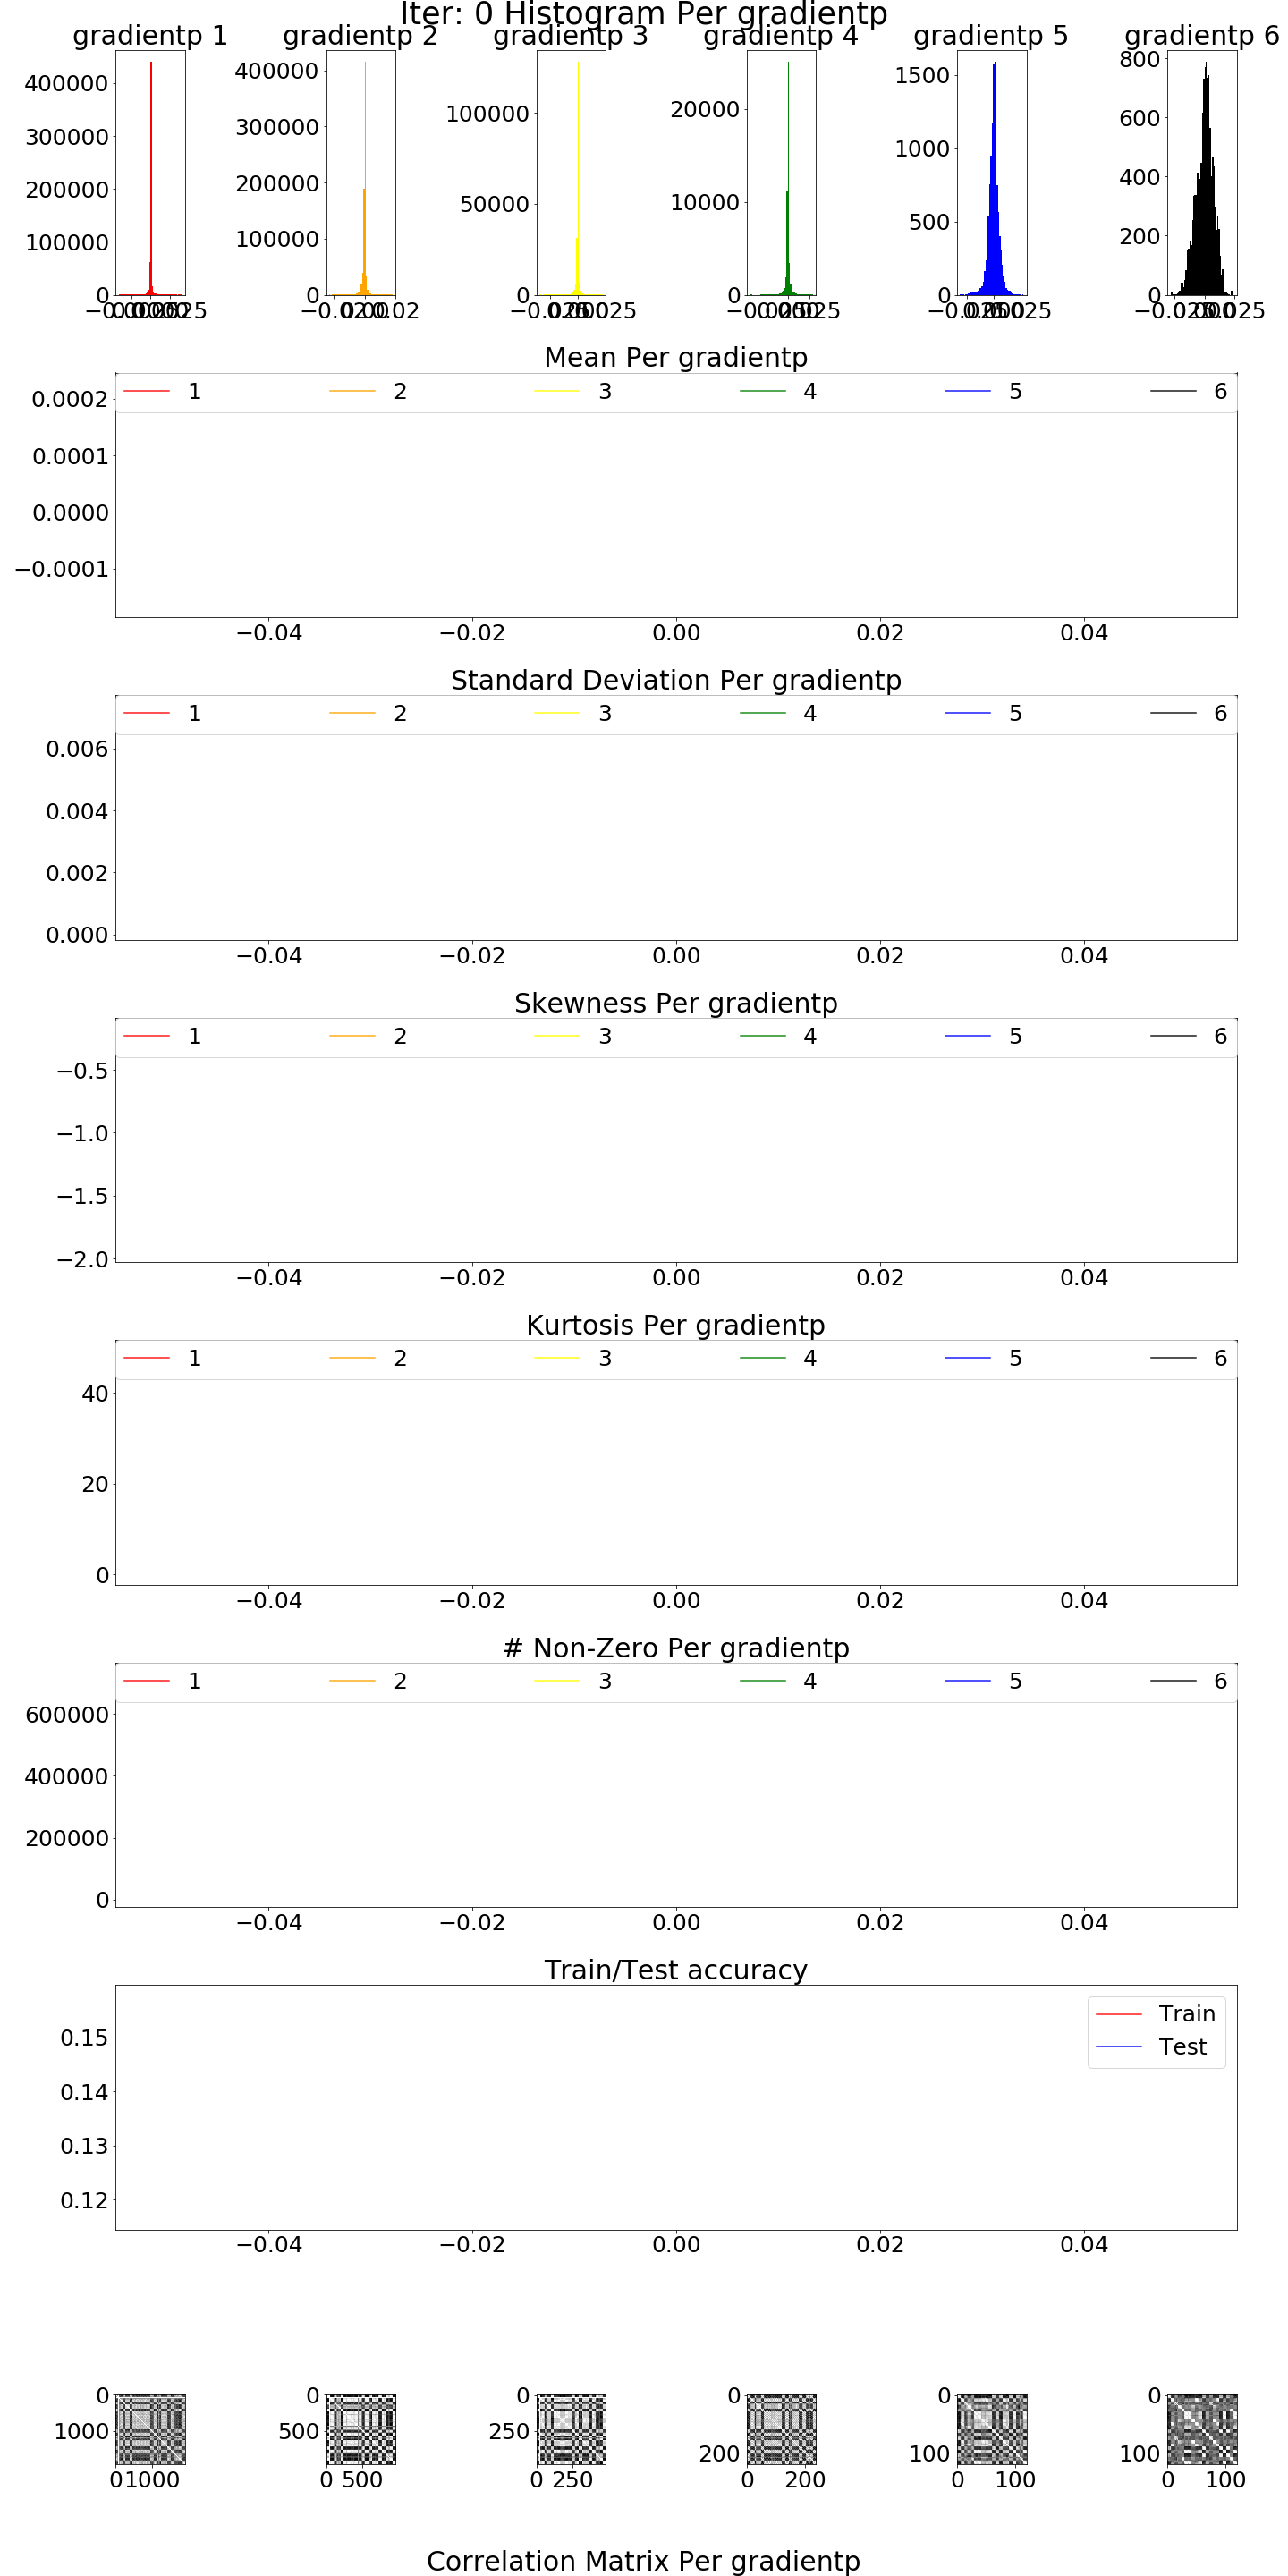 Iter: 0 Histogram Per gradientp
gradientp 1 gradientp 2 gradientp 3 gradientp 4 gradientp 5 gradientp 6
400000 300000 200000 100000 0
400000 300000 200000 100000 0
100000 50000 0
20000 10000 0
1500 1000 500 0
800 600 400 200 0
Mean Per gradientp
1 2 3 4 5 6
0.0002
0.0001
0.0000
−0.0001
−0.04 −0.02 0.00 0.02 0.04
Standard Deviation Per gradientp
1 2 3 4 5 6
0.006
0.004
0.002
0.000
−0.04 −0.02 0.00 0.02 0.04
Skewness Per gradientp
1 2 3 4 5 6
−0.5
−1.0
−1.5
−2.0
−0.04 −0.02 0.00 0.02 0.04
Kurtosis Per gradientp
1 2 3 4 5 6
40
20
0
−0.04 −0.02 0.00 0.02 0.04
# Non-Zero Per gradientp
1 2 3 4 5 6
600000
400000
200000
0
−0.04 −0.02 0.00 0.02 0.04
Train/Test accuracy
Train
Test
0.15
0.14
0.13
0.12
−0.04 −0.02 0.00 0.02 0.04
0 0 0 0 0 0
1000 500 250 200 100 100
0 1000 0 500 0 250 0 200 0 100 0 100
Correlation Matrix Per gradientp